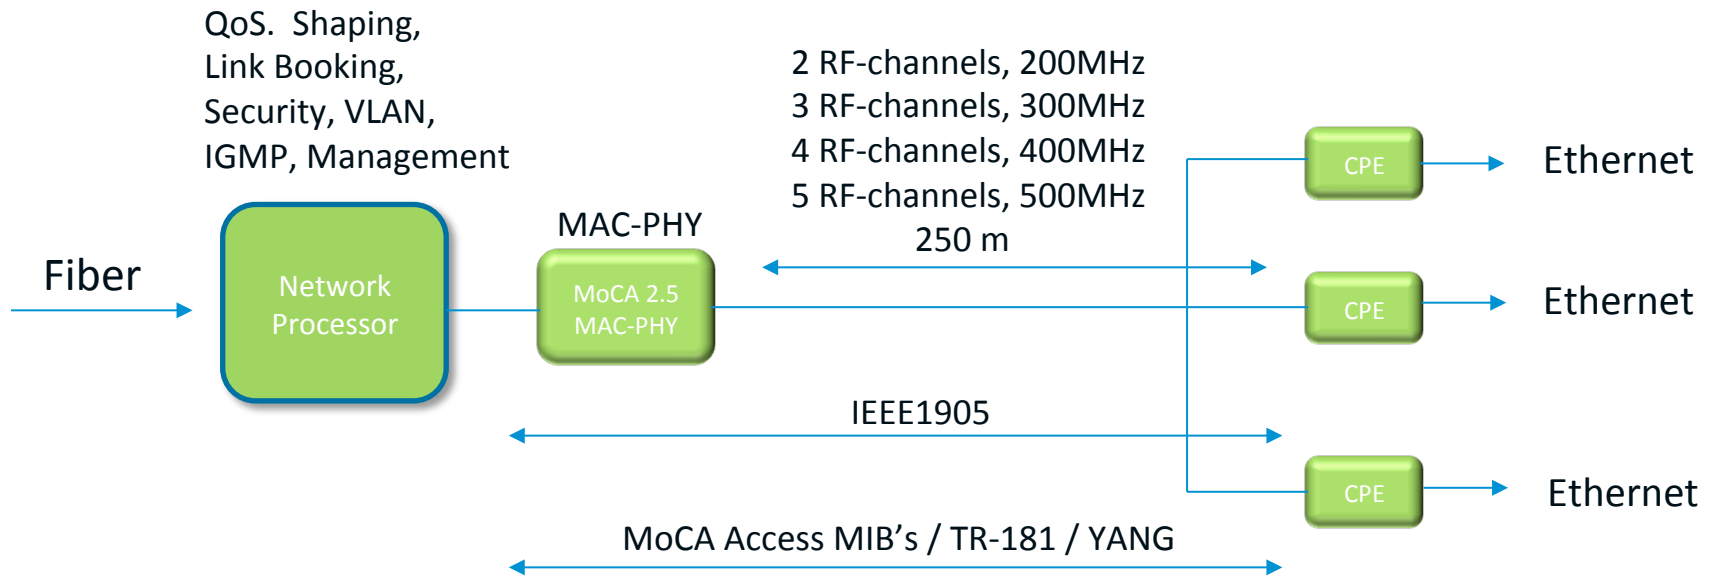 QoS.  Shaping,
Link Booking,
Security, VLAN,
IGMP, Management
2 RF-channels, 200MHz
3 RF-channels, 300MHz
4 RF-channels, 400MHz
5 RF-channels, 500MHz
250 m
MAC-PHY
Fiber
Network
Processor
MoCA 2.5
MAC-PHY
CPE
Ethernet
CPE
Ethernet
IEEE1905
CPE
Ethernet
MoCA Access MIB’s / TR-181 / YANG